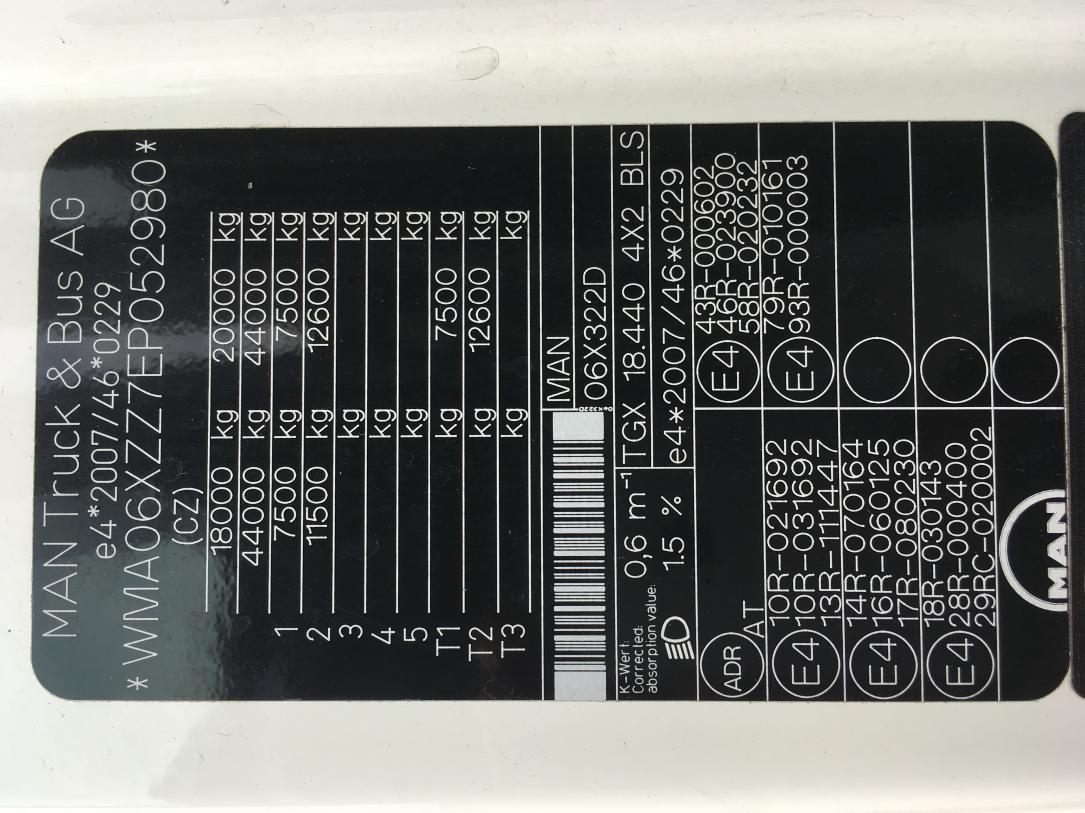 MAN Truck & Bus AG
e4*2007/46*0229
*WMA06XZZ7EP052980*
(CZ)
18000 kg 20000 kg
44000 kg 44000 kg
1 7500 kg 7500 kg
2 11500 kg 12600 kg
3 kg kg
4 kg kg
5 kg kg
T1 kg 7500 kg
T2 kg 12600 kg
T3 kg kg
MAN
06X322D
06X322D
K-Wert:
Corrected:
absorption value:
0,6 m⁻¹
TGX 18.440 4X2 BLS
1.5 %
e4*2007/46*0229
ADR
AT
E4
43R-000602
46R-023900
58R-020232
E4
10R-021692
10R-031692
13R-111447
E4
79R-010161
93R-000003
E4
14R-070164
16R-060125
17R-080230
E4
18R-030143
28R-000400
29RC-020002
MAN